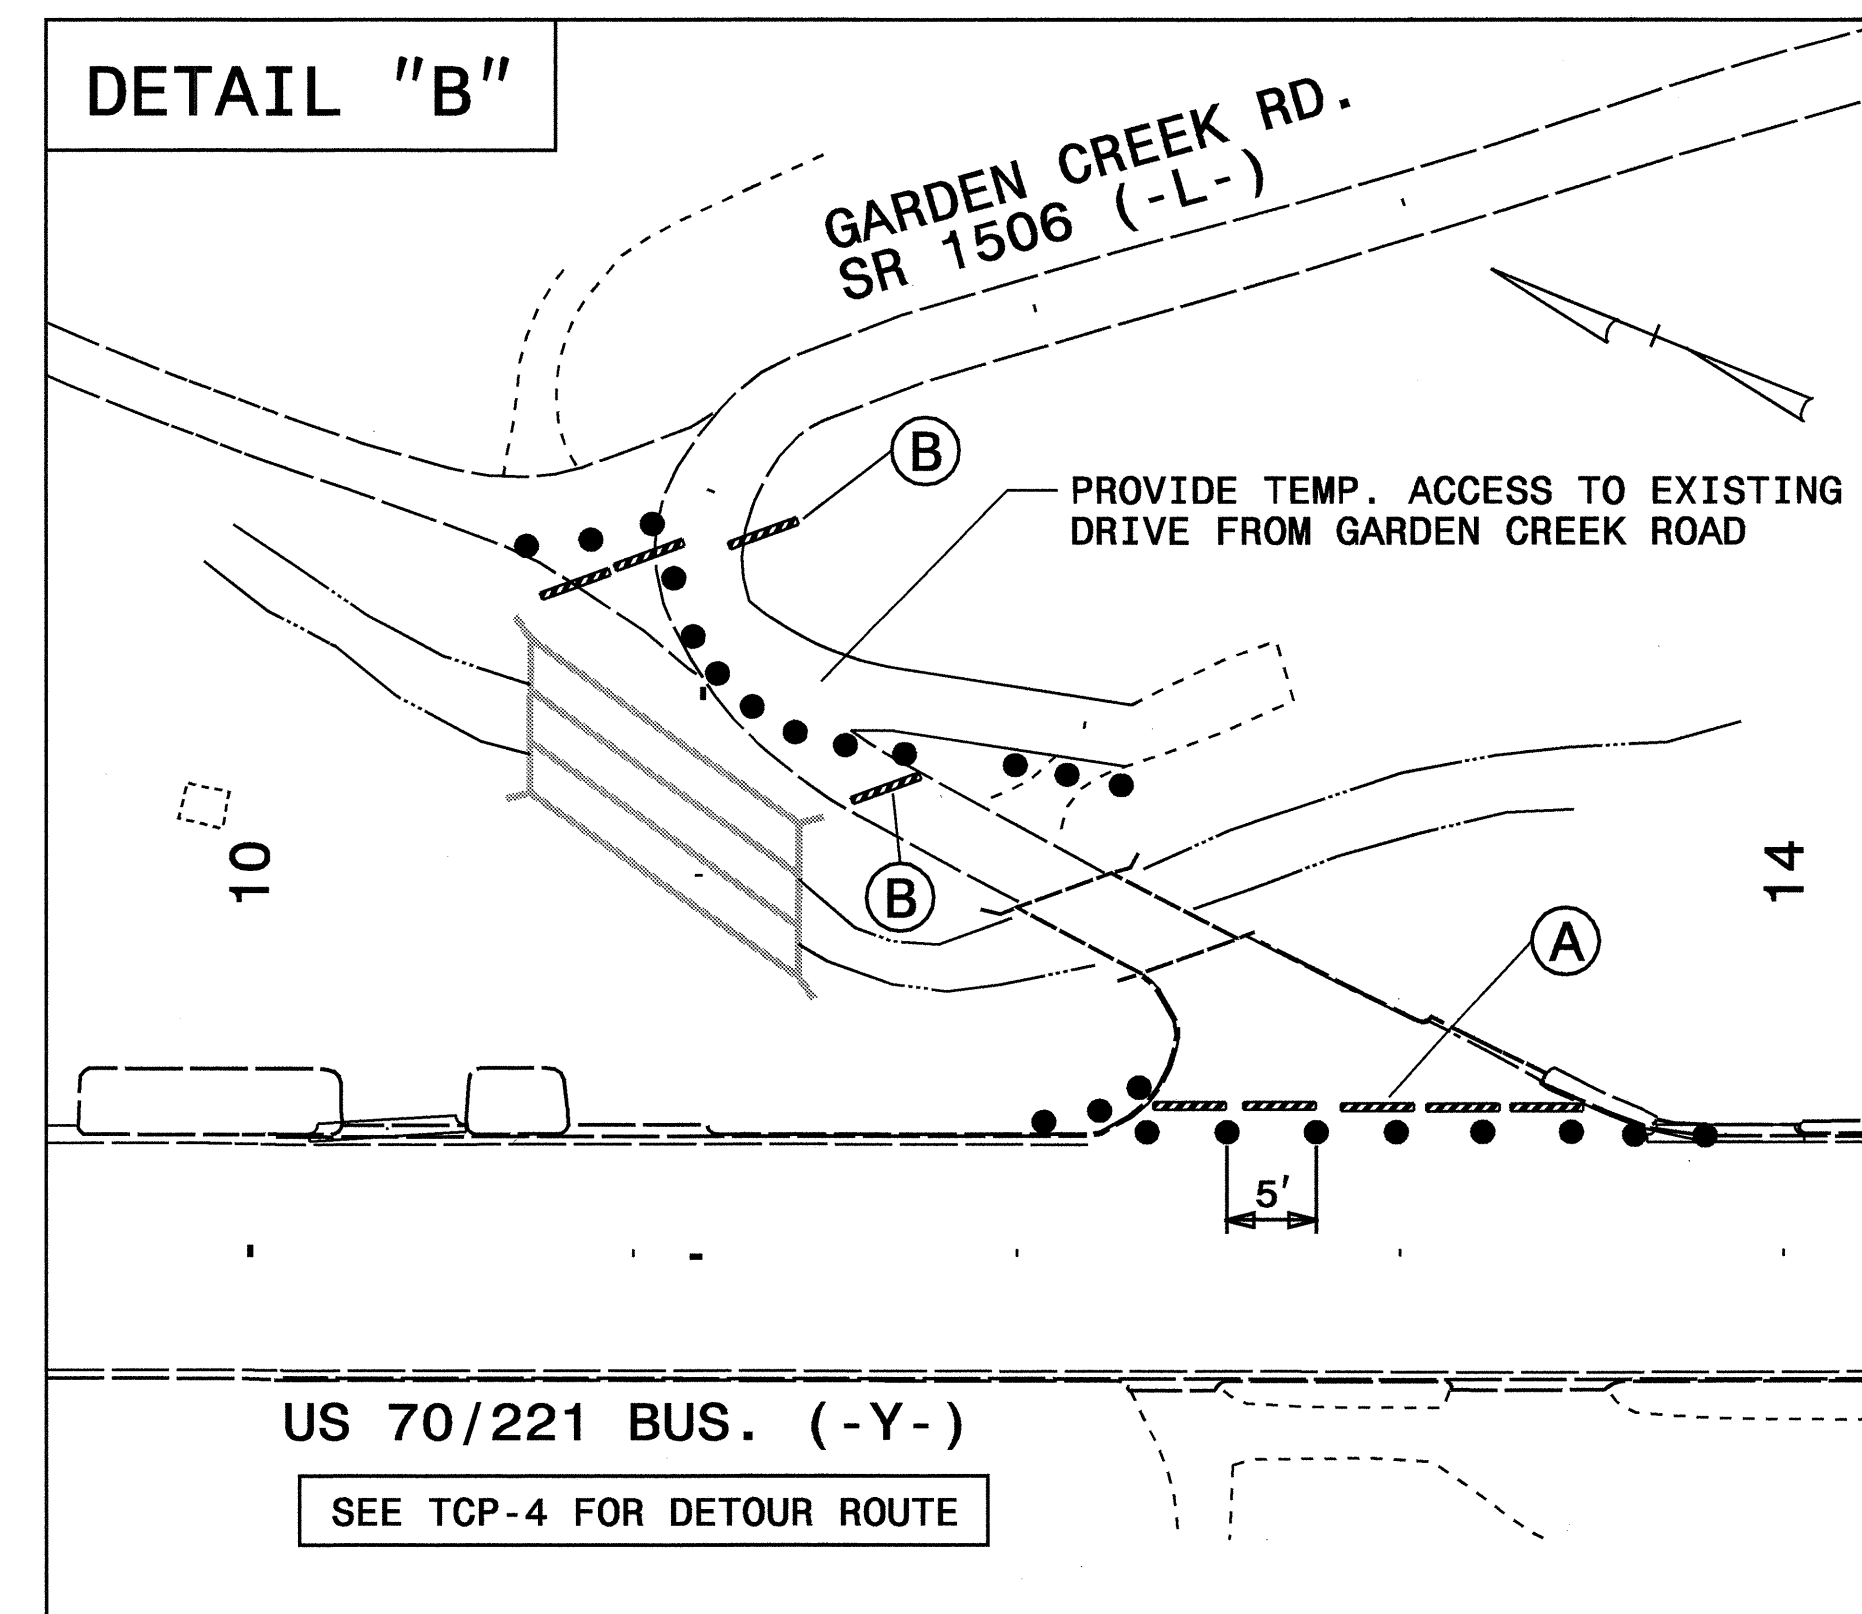 DETAIL "B"
GARDEN CREEK RD.
SR 1506 (-L-)
B
PROVIDE TEMP. ACCESS TO EXISTING
DRIVE FROM GARDEN CREEK ROAD
10
14
B
A
5'
US 70/221 BUS. (-Y-)
SEE TCP-4 FOR DETOUR ROUTE